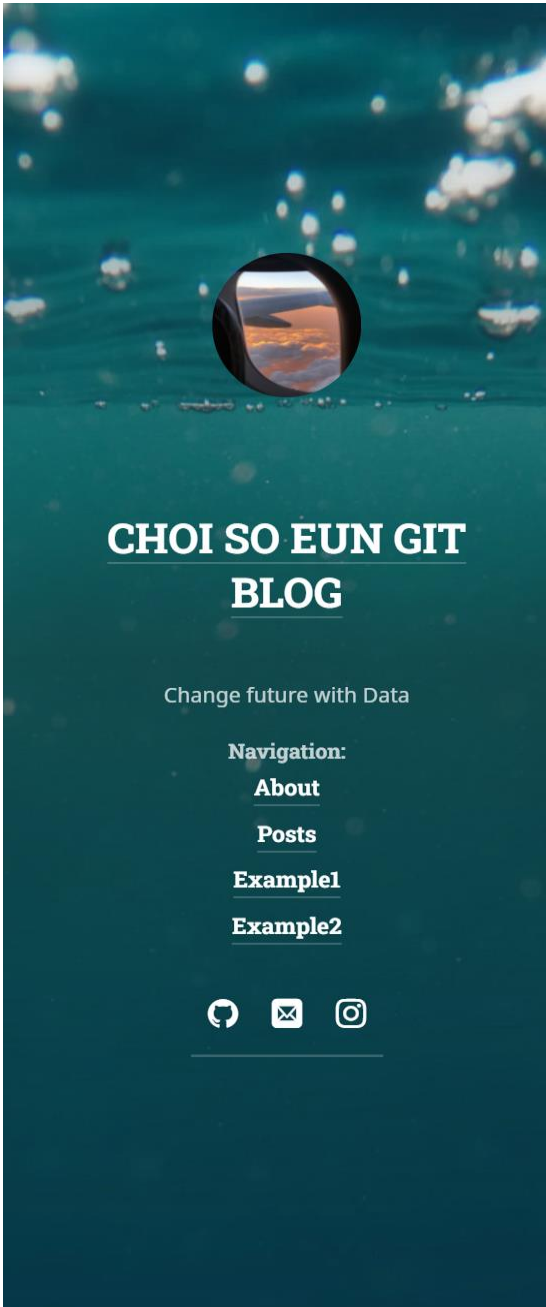 CHOI SO EUN GIT
BLOG
Change future with Data
Navigation:
About
Posts
Example1
Example2